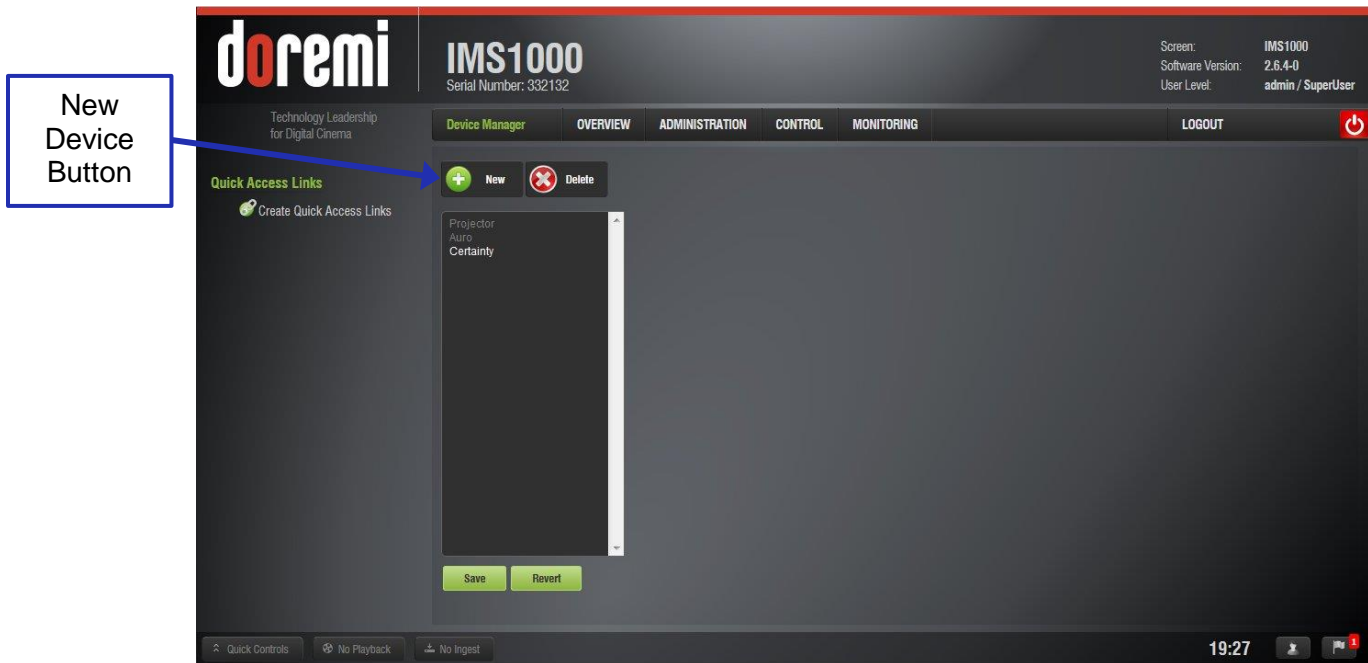 New
Device
Button
doremi
Technology Leadership
for Digital Cinema
IMS1000
Serial Number: 332132
Screen: IMS1000
Software Version: 2.6.4-0
User Level: admin / SuperUser
Device Manager OVERVIEW ADMINISTRATION CONTROL MONITORING LOGOUT
Quick Access Links
Create Quick Access Links
New Delete
Projector
Auro
Certainty
Save Revert
Quick Controls No Playback No Ingest 19:27 1